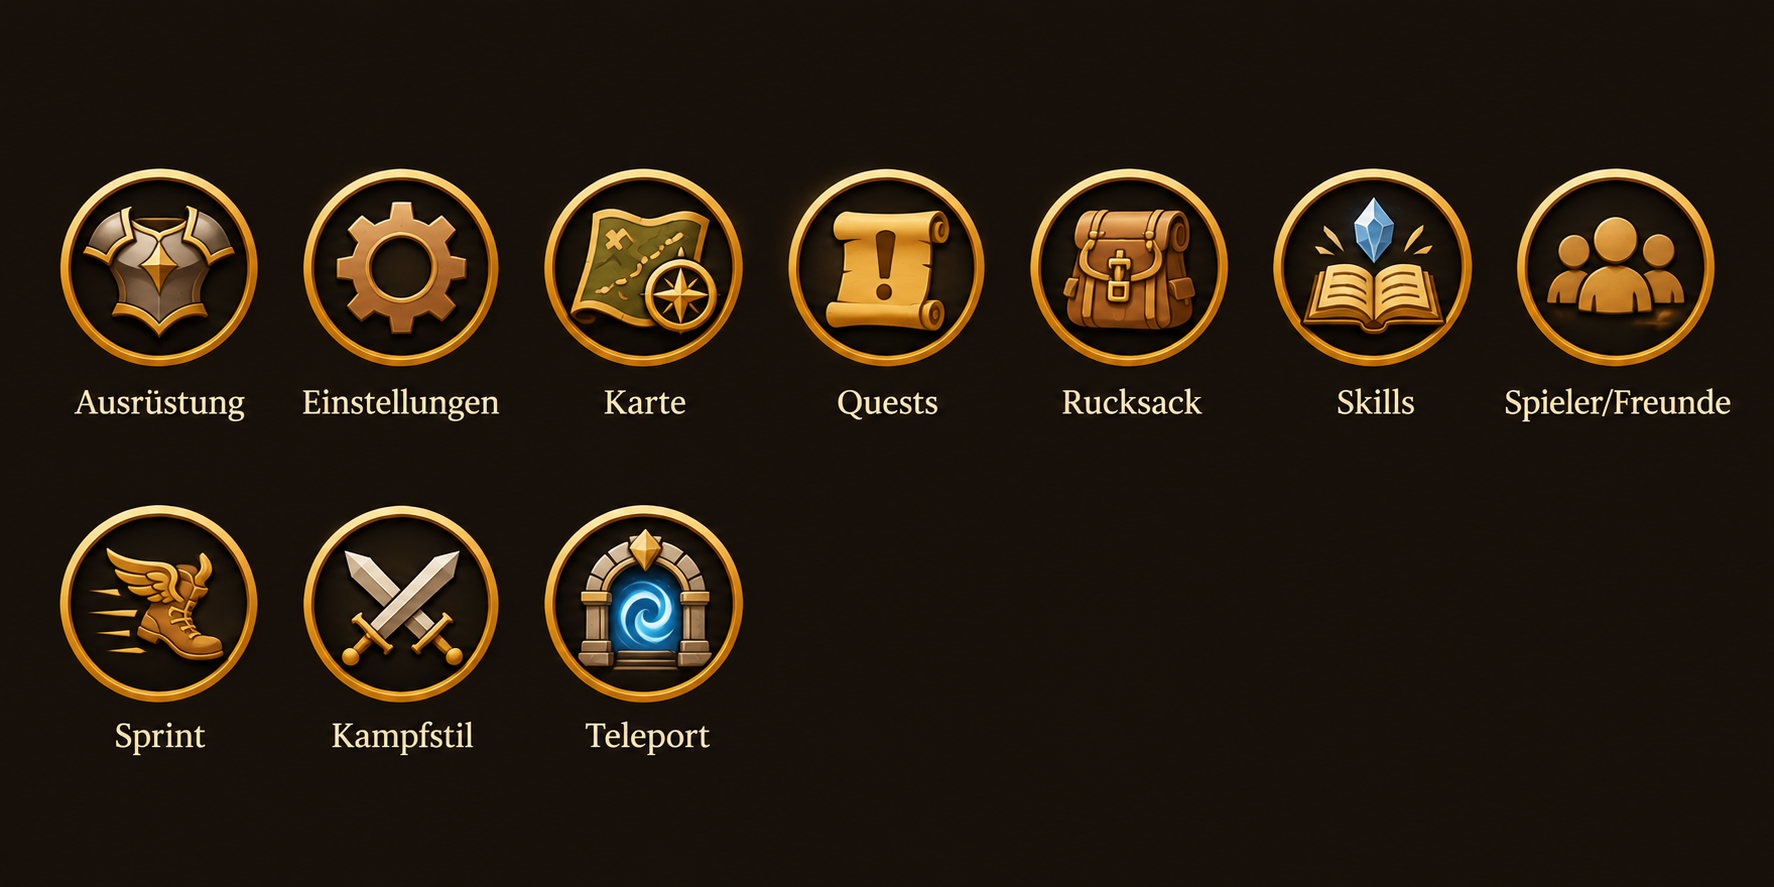 Ausrüstung
Einstellungen
Karte
Quests
Rucksack
Skills
Spieler/Freunde
Sprint
Kampfstil
Teleport